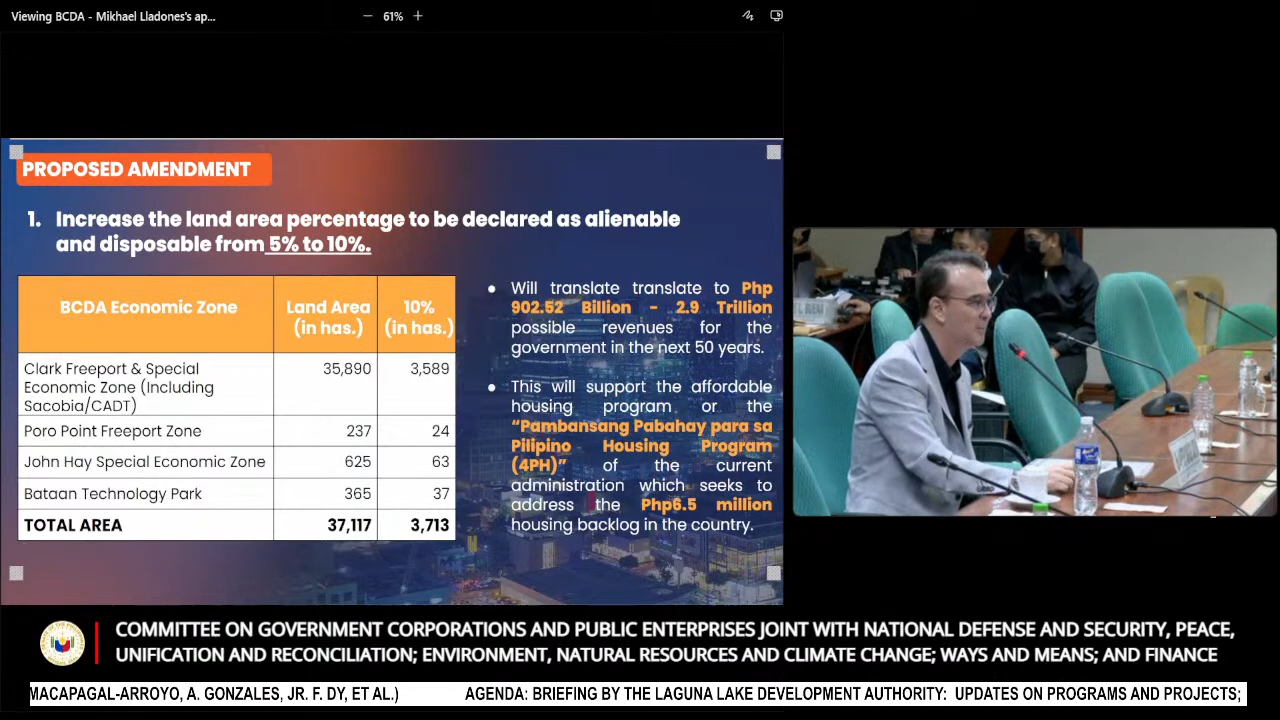 Viewing BCDA - Mikhael Lladones's ap...
61%
PROPOSED AMENDMENT
1. Increase the land area percentage to be declared as alienable
and disposable from 5% to 10%.
BCDA Economic Zone
Land Area
(in has.)
10%
(in has.)
Clark Freeport & Special
Economic Zone (Including
Sacobia/CADT)
35,890
3,589
Poro Point Freeport Zone
237
24
John Hay Special Economic Zone
625
63
Bataan Technology Park
365
37
TOTAL AREA
37,117
3,713
● Will translate translate to Php
902.52 Billion - 2.9 Trillion
possible revenues for the
government in the next 50 years.
● This will support the affordable
housing program or the
“Pambansang Pabahay para sa
Pilipino Housing Program
(4PH)” of the current
administration which seeks to
address the Php6.5 million
housing backlog in the country.
COMMITTEE ON GOVERNMENT CORPORATIONS AND PUBLIC ENTERPRISES JOINT WITH NATIONAL DEFENSE AND SECURITY, PEACE,
UNIFICATION AND RECONCILIATION; ENVIRONMENT, NATURAL RESOURCES AND CLIMATE CHANGE; WAYS AND MEANS; AND FINANCE
MACAPAGAL-ARROYO, A. GONZALES, JR. F. DY, ET AL.) AGENDA: BRIEFING BY THE LAGUNA LAKE DEVELOPMENT AUTHORITY: UPDATES ON PROGRAMS AND PROJECTS;